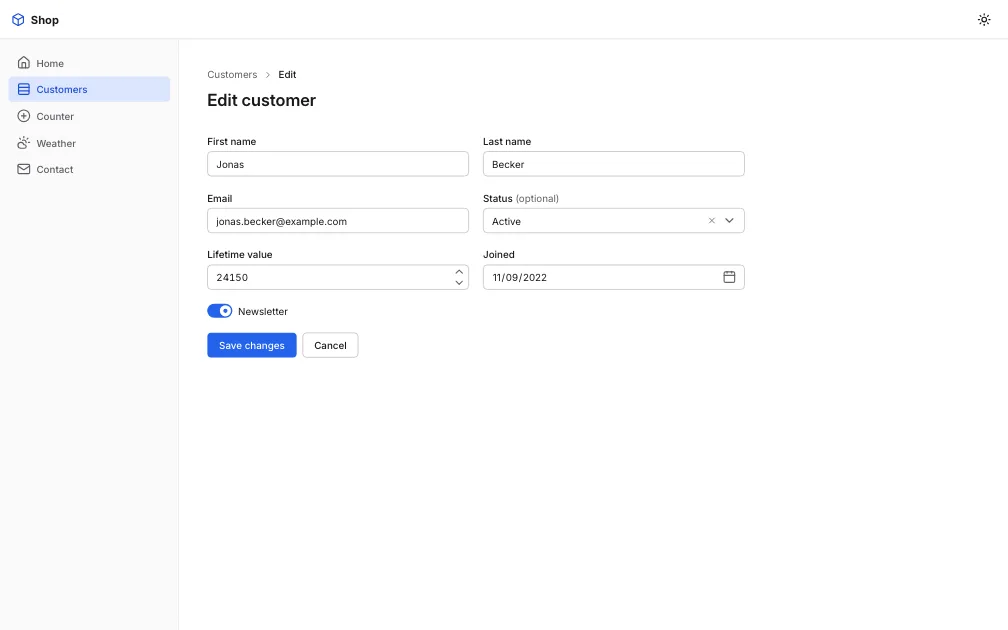 Shop
Home
Customers
Counter
Weather
Contact
Customers > Edit
Edit customer
First name
Jonas
Last name
Becker
Email
jonas.becker@example.com
Status (optional)
Active
Lifetime value
24150
Joined
11/09/2022
Newsletter
Save changes
Cancel